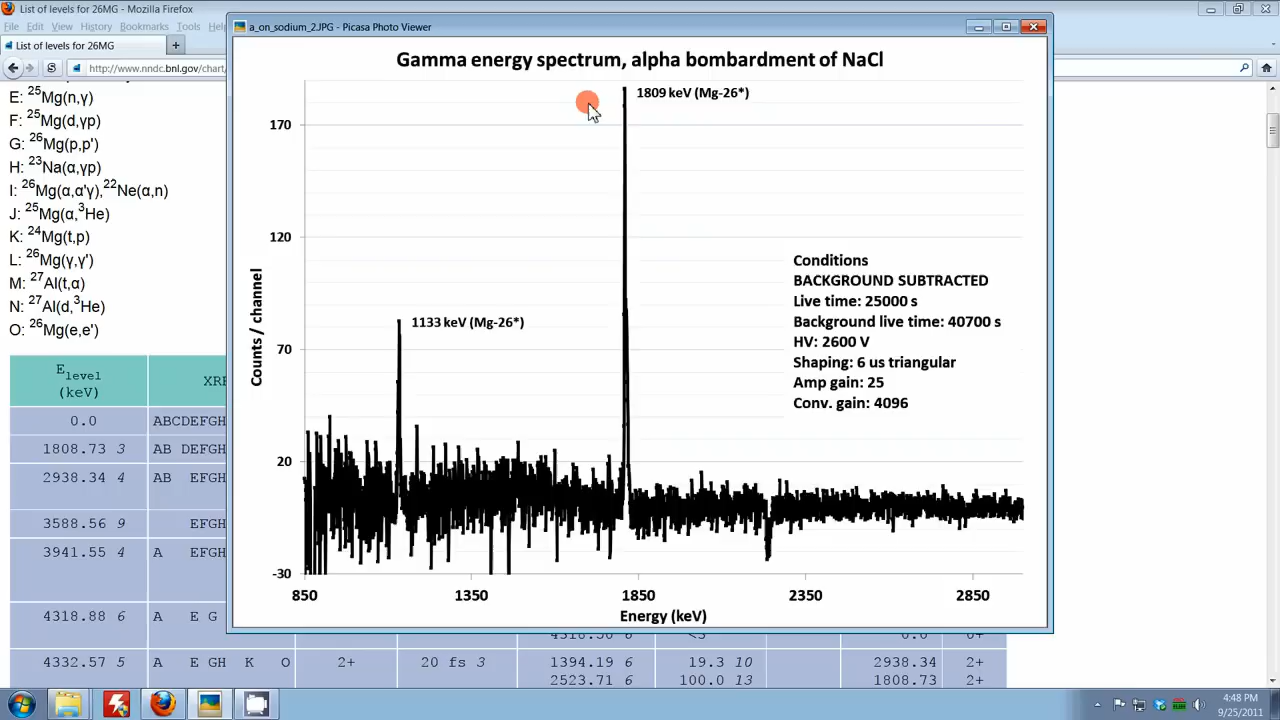 List of levels for 26MG - Mozilla Firefox
File Edit View History Bookmarks Tools
List of levels for 26MG
http://www.nndc.bnl.gov/chart/
E: 25Mg(n,γ)
F: 25Mg(d,γp)
G: 26Mg(p,p')
H: 23Na(α,γp)
I: 26Mg(α,α'γ),22Ne(α,n)
J: 25Mg(α,3He)
K: 24Mg(t,p)
L: 26Mg(γ,γ')
M: 27Al(t,α)
N: 27Al(d,3He)
O: 26Mg(e,e')
Elevel
(keV)
0.0 ABCDEFGH
1808.73 3 AB DEFGH
2938.34 4 AB EFGH
3588.56 9 EFGH
3941.55 4 A EFGH
4318.88 6 A E G
0.0 0+
4332.57 5 A E GH K O 2+ 20 fs 3 1394.19 6 19.3 10 2938.34 2+
2523.71 6 100.0 13 1808.73 2+
a_on_sodium_2.JPG - Picasa Photo Viewer
Gamma energy spectrum, alpha bombardment of NaCl
1809 keV (Mg-26*)
1133 keV (Mg-26*)
Counts / channel
170
120
70
20
-30
850 1350 1850 2350 2850
Energy (keV)
Conditions
BACKGROUND SUBTRACTED
Live time: 25000 s
Background live time: 40700 s
HV: 2600 V
Shaping: 6 us triangular
Amp gain: 25
Conv. gain: 4096
4:48 PM
9/25/2011